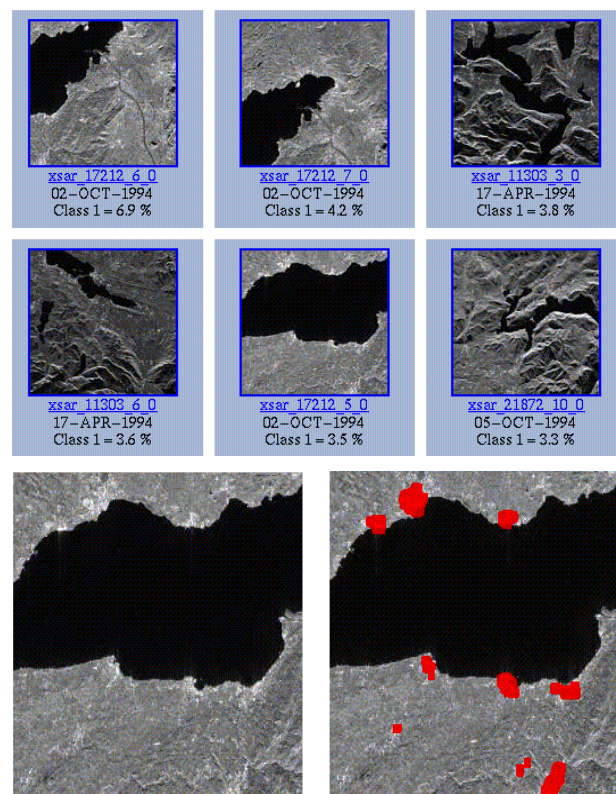 xsar_17212_6_0
02-OCT-1994
Class 1 = 6.9 %
xsar_17212_7_0
02-OCT-1994
Class 1 = 4.2 %
xsar_11303_3_0
17-APR-1994
Class 1 = 3.8 %
xsar_11303_6_0
17-APR-1994
Class 1 = 3.6 %
xsar_17212_5_0
02-OCT-1994
Class 1 = 3.5 %
xsar_21872_10_0
05-OCT-1994
Class 1 = 3.3 %